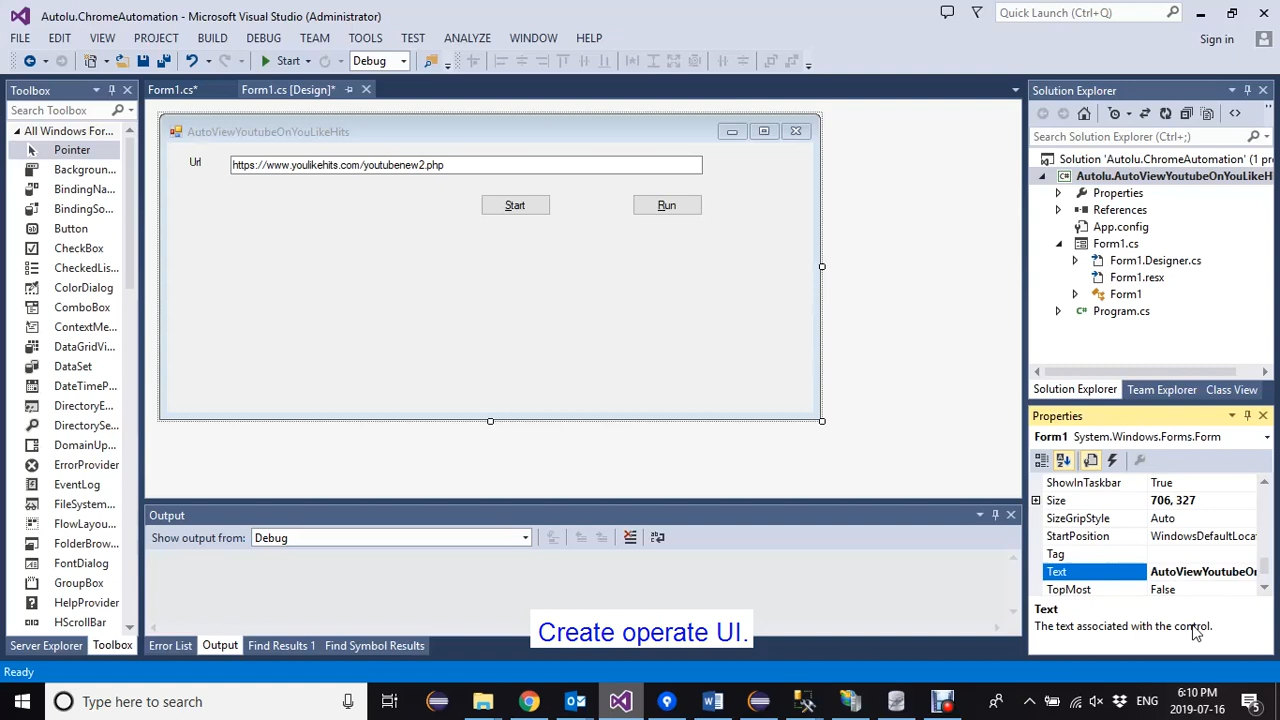 Autolu.ChromeAutomation - Microsoft Visual Studio (Administrator)
Quick Launch (Ctrl+Q)
FILE EDIT VIEW PROJECT BUILD DEBUG TEAM TOOLS TEST ANALYZE WINDOW HELP
Sign in
Start
Debug
Toolbox
Form1.cs*
Form1.cs [Design]*
Solution Explorer
Search Toolbox
All Windows For...
Pointer
Backgroun...
BindingNa...
BindingSo...
Button
CheckBox
CheckedLis...
ColorDialog
ComboBox
ContextMe...
DataGridVi...
DataSet
DateTimeP...
DirectoryE...
DirectorySe...
DomainUp...
ErrorProvider
EventLog
FileSystem...
FlowLayou...
FolderBrow...
FontDialog
GroupBox
HelpProvider
HScrollBar
Server Explorer
Toolbox
AutoViewYoutubeOnYouLikeHits
Url
https://www.youlikehits.com/youtubenew2.php
Start
Run
Output
Show output from:
Debug
Create operate UI.
Error List
Output
Find Results 1
Find Symbol Results
Search Solution Explorer (Ctrl+;)
Solution 'Autolu.ChromeAutomation' (1 pr
Autolu.AutoViewYoutubeOnYouLikeH
Properties
References
App.config
Form1.cs
Form1.Designer.cs
Form1.resx
Form1
Program.cs
Solution Explorer
Team Explorer
Class View
Properties
Form1 System.Windows.Forms.Form
ShowInTaskbar True
Size 706, 327
SizeGripStyle Auto
StartPosition WindowsDefaultLocat
Tag
Text AutoViewYoutubeOn
TopMost False
Text
The text associated with the control.
Ready
Type here to search
ENG
6:10 PM
2019-07-16
5